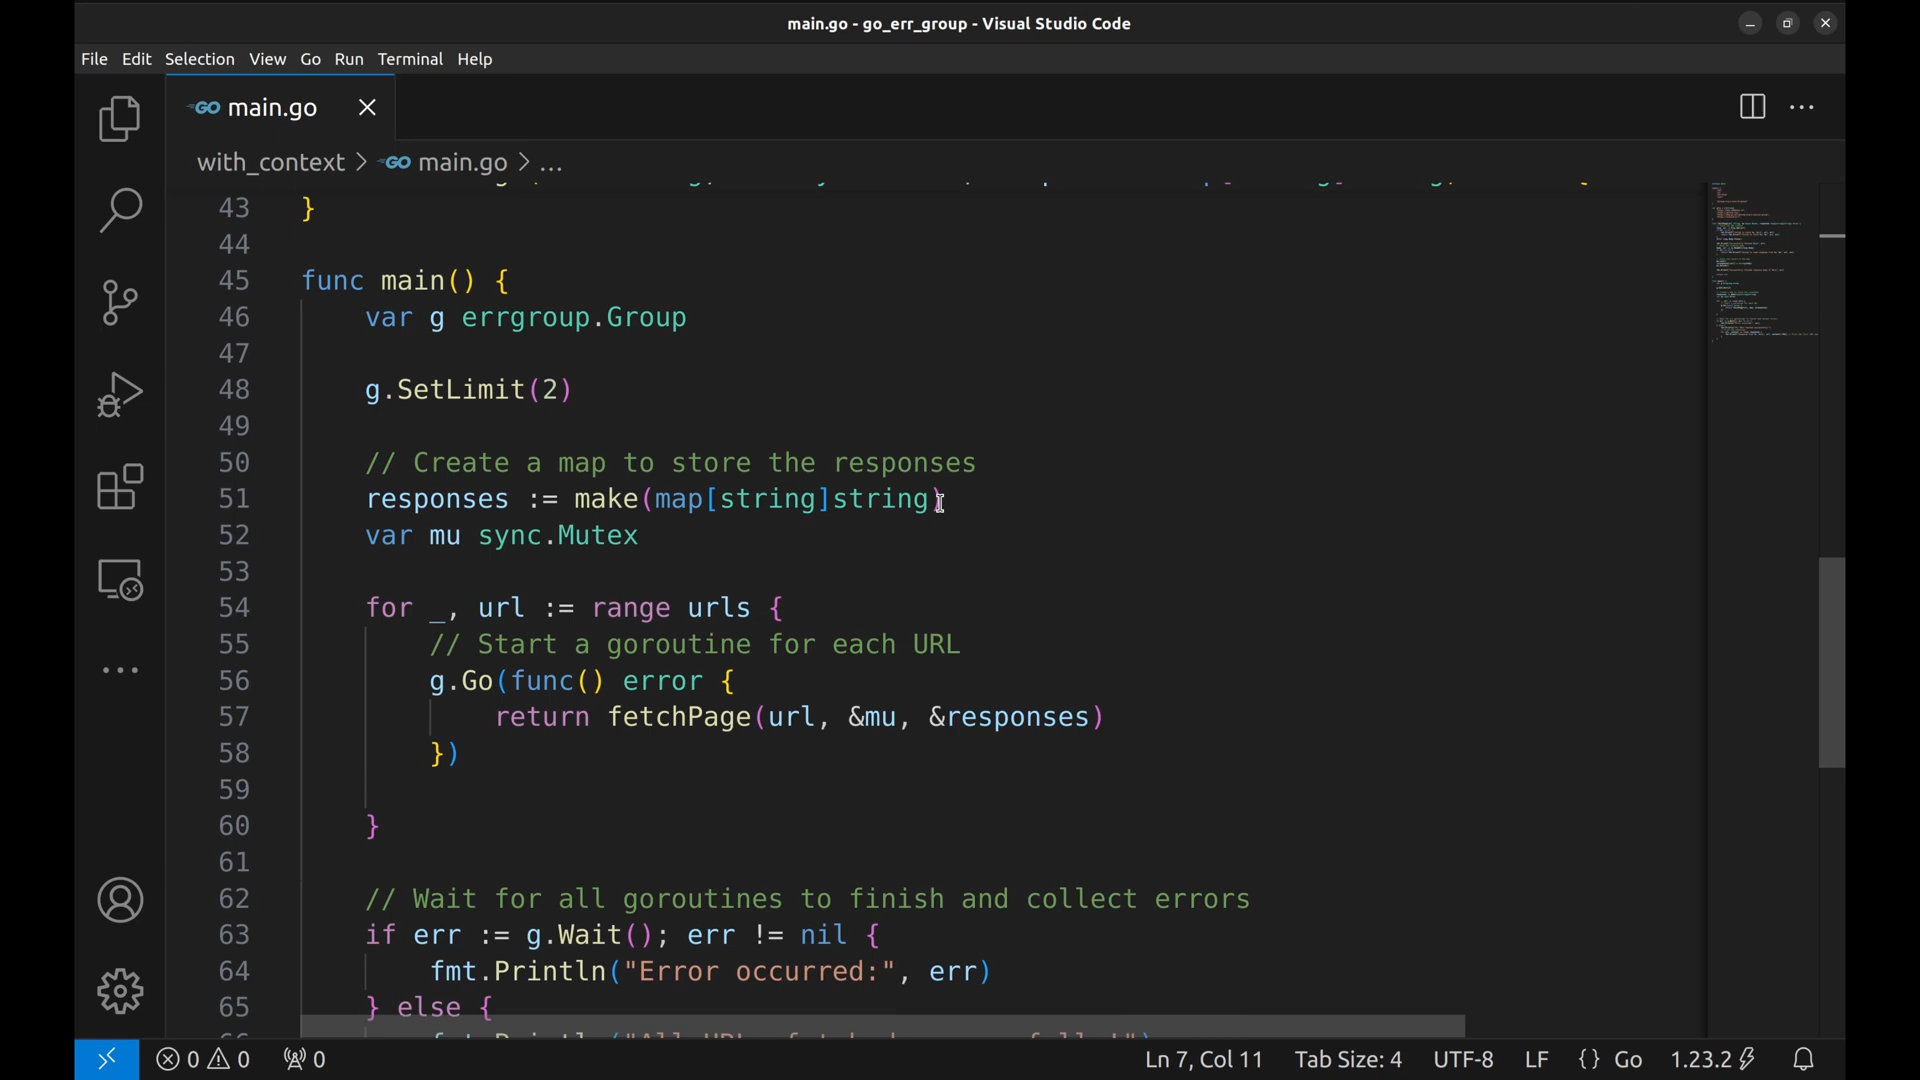 main.go - go_err_group - Visual Studio Code
File Edit Selection View Go Run Terminal Help
GO main.go
with_context > GO main.go > ...
43 }
44
45 func main() {
46 var g errgroup.Group
47
48 g.SetLimit(2)
49
50 // Create a map to store the responses
51 responses := make(map[string]string)
52 var mu sync.Mutex
53
54 for _, url := range urls {
55 // Start a goroutine for each URL
56 g.Go(func() error {
57 return fetchPage(url, &mu, &responses)
58 })
59
60 }
61
62 // Wait for all goroutines to finish and collect errors
63 if err := g.Wait(); err != nil {
64 fmt.Println("Error occurred:", err)
65 } else {
0 0 0 Ln 7, Col 11 Tab Size: 4 UTF-8 LF {} Go 1.23.2